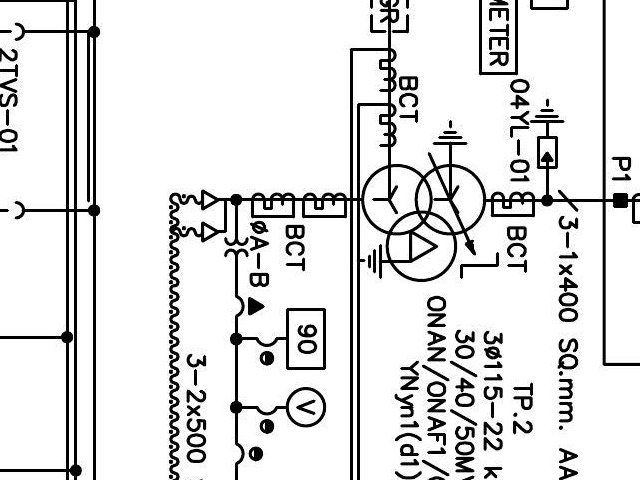 METER
BCT
04YL-01
P1
2TVS-01
BCT
BCT
ØA-B
90
V
3-1x400 SQ.mm. AA
TP.2
3Ø115-22 k
30/40/50M
ONAN/ONAF1/
YNyn1(d1)
3-2x500